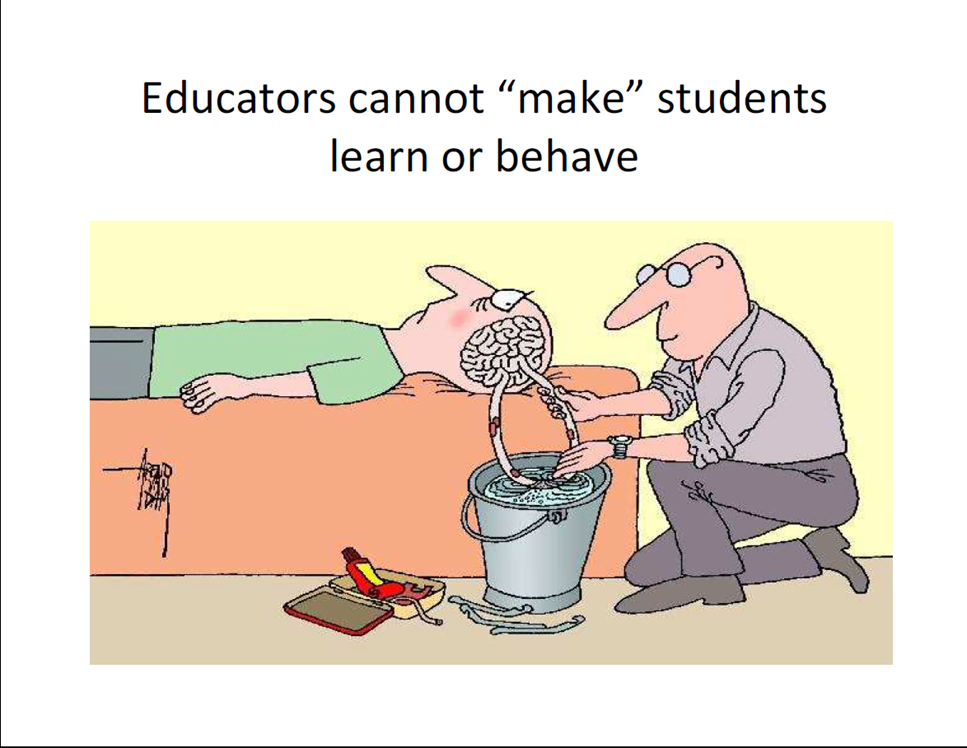 Educators cannot “make” students
learn or behave